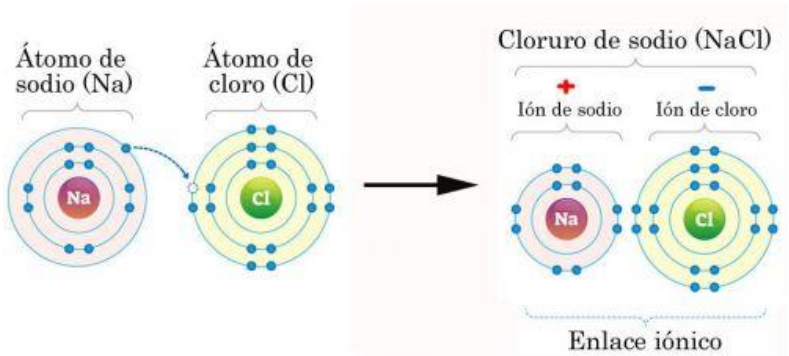 Átomo de
sodio (Na)
Átomo de
cloro (Cl)
Na
Cl
Cloruro de sodio (NaCl)
+
−
Ión de sodio
Ión de cloro
Na
Cl
Enlace iónico